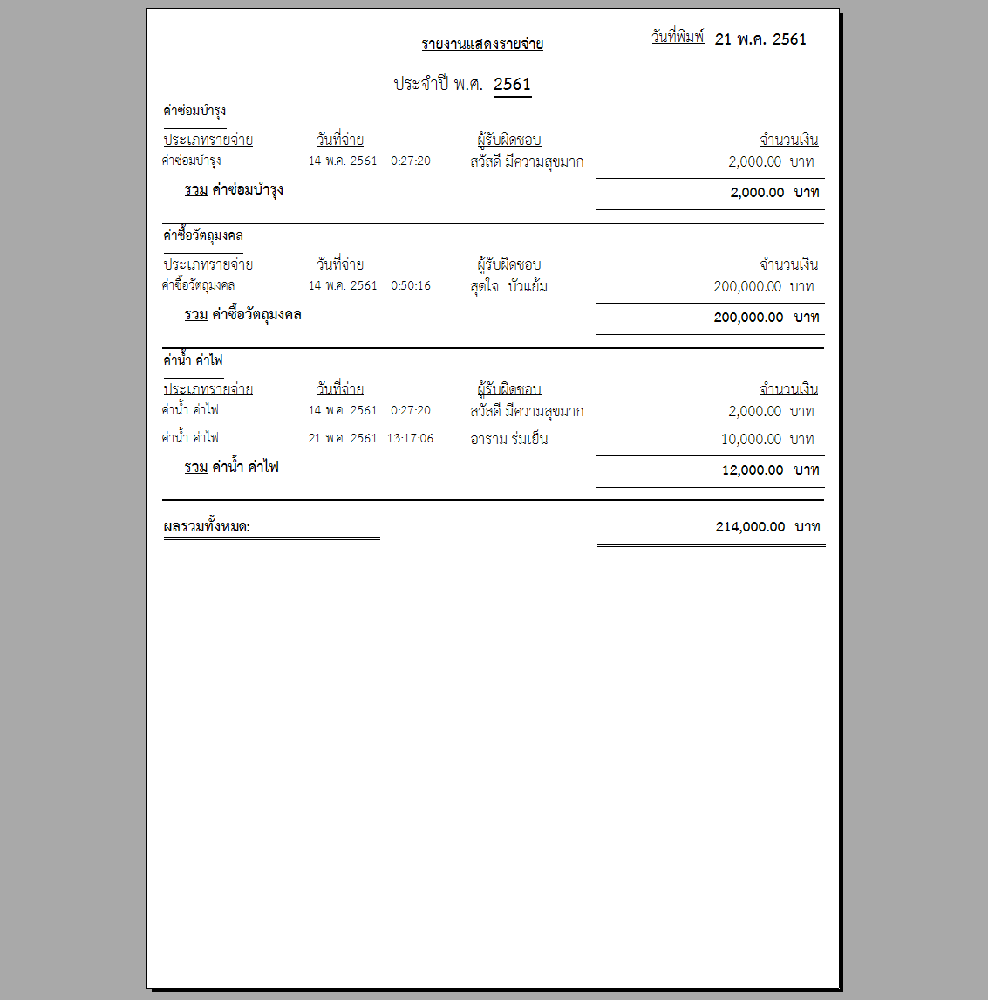 รายงานแสดงรายจ่าย วันที่พิมพ์ 21 พ.ค. 2561
ประจำปี พ.ศ. 2561
ค่าซ่อมบำรุง
ประเภทรายจ่าย วันที่จ่าย ผู้รับผิดชอบ จำนวนเงิน
ค่าซ่อมบำรุง 14 พ.ค. 2561 0:27:20 สวัสดี มีความสุขมาก 2,000.00 บาท
รวม ค่าซ่อมบำรุง 2,000.00 บาท
ค่าซื้อวัตถุมงคล
ประเภทรายจ่าย วันที่จ่าย ผู้รับผิดชอบ จำนวนเงิน
ค่าซื้อวัตถุมงคล 14 พ.ค. 2561 0:50:16 สุดใจ บัวแย้ม 200,000.00 บาท
รวม ค่าซื้อวัตถุมงคล 200,000.00 บาท
ค่าน้ำ ค่าไฟ
ประเภทรายจ่าย วันที่จ่าย ผู้รับผิดชอบ จำนวนเงิน
ค่าน้ำ ค่าไฟ 14 พ.ค. 2561 0:27:20 สวัสดี มีความสุขมาก 2,000.00 บาท
ค่าน้ำ ค่าไฟ 21 พ.ค. 2561 13:17:06 อาราม ร่มเย็น 10,000.00 บาท
รวม ค่าน้ำ ค่าไฟ 12,000.00 บาท
ผลรวมทั้งหมด: 214,000.00 บาท